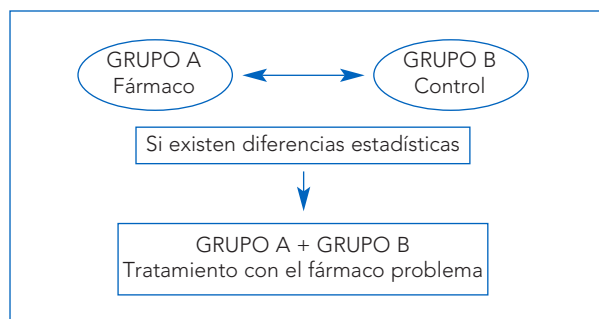 GRUPO A
Fármaco
GRUPO B
Control
Si existen diferencias estadísticas
GRUPO A + GRUPO B
Tratamiento con el fármaco problema